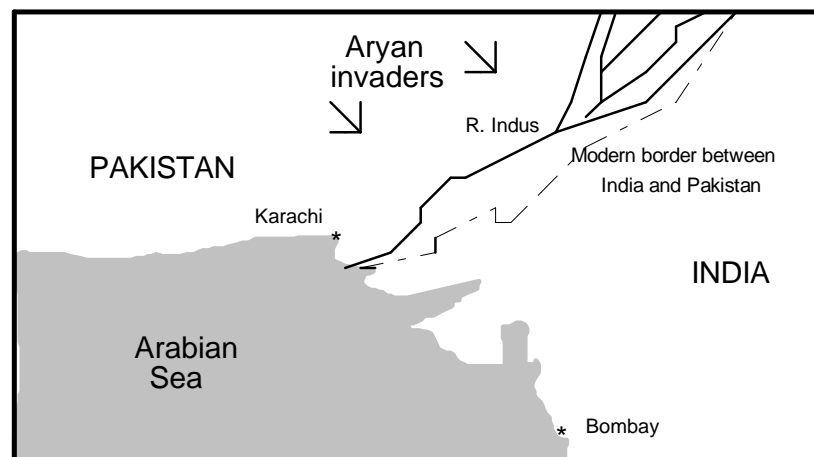 Aryan
invaders
R. Indus
Modern border between
India and Pakistan
PAKISTAN
Karachi
*
INDIA
Arabian
Sea
* Bombay